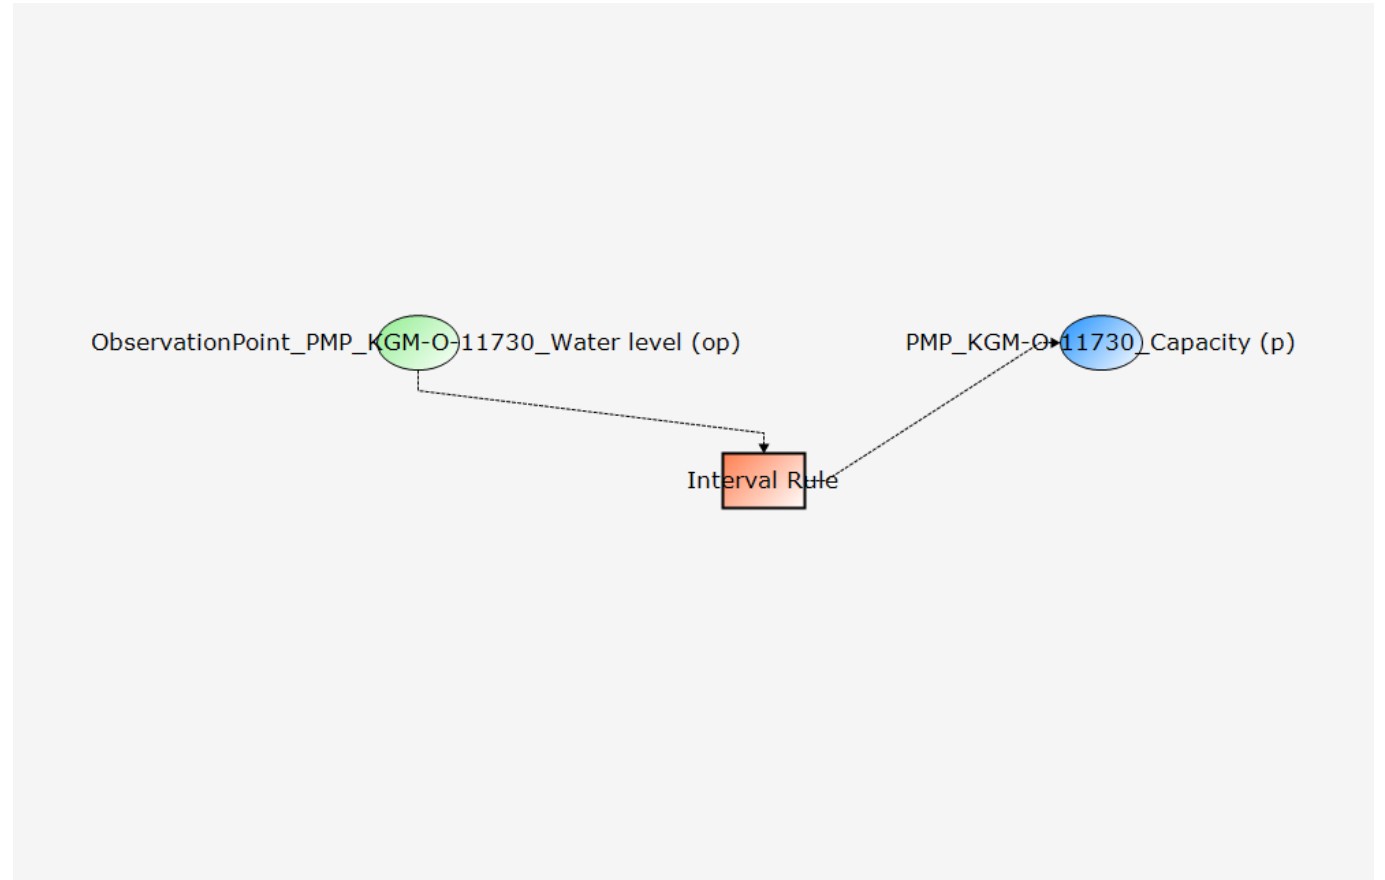 ObservationPoint_PMP_KGM-O-11730_Water level (op)
PMP_KGM-O-11730_Capacity (p)
Interval Rule